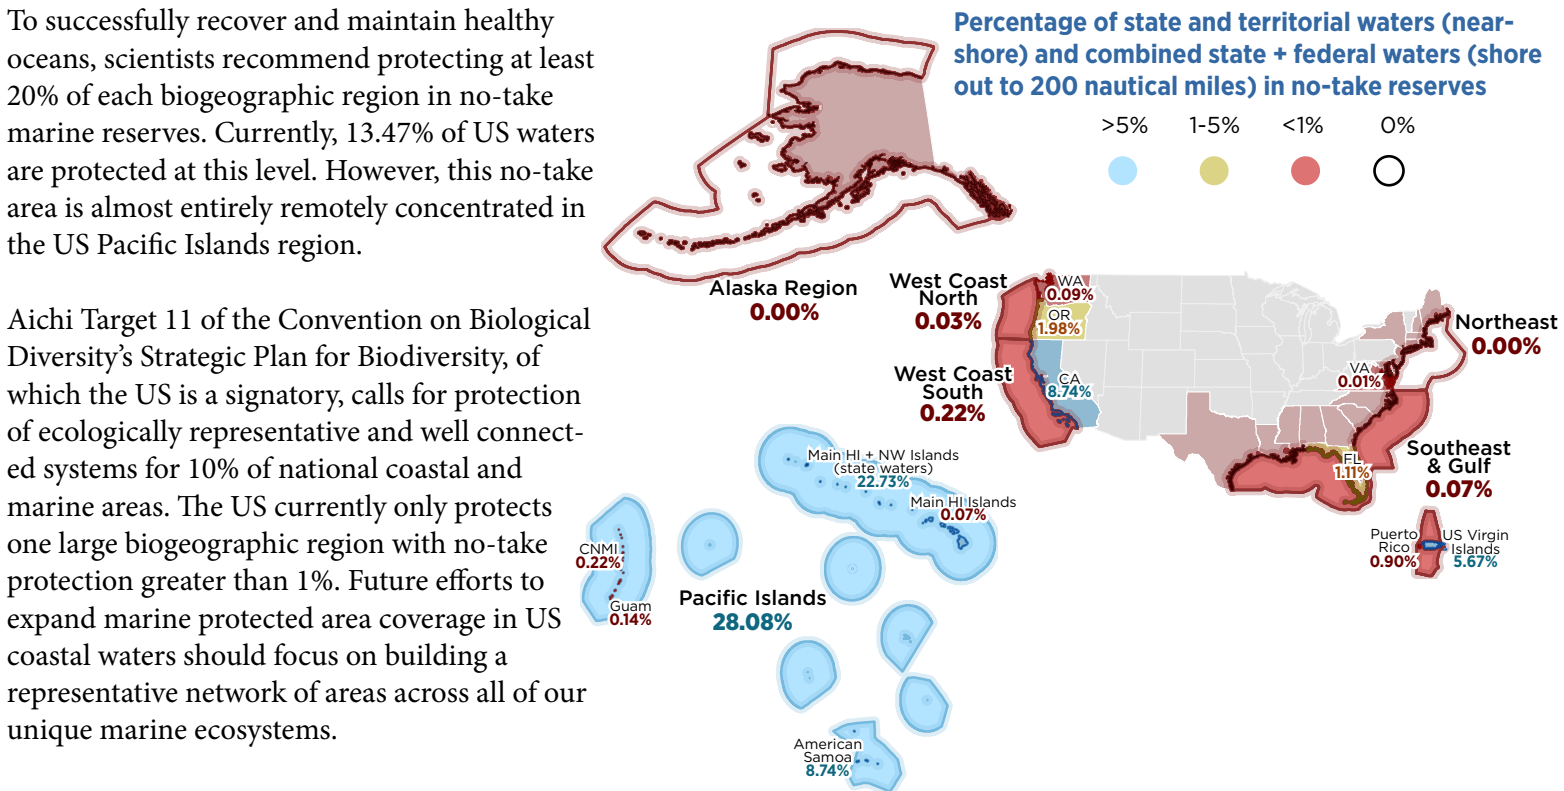 To successfully recover and maintain healthy
oceans, scientists recommend protecting at least
20% of each biogeographic region in no-take
marine reserves. Currently, 13.47% of US waters
are protected at this level. However, this no-take
area is almost entirely remotely concentrated in
the US Pacific Islands region.
Aichi Target 11 of the Convention on Biological
Diversity’s Strategic Plan for Biodiversity, of
which the US is a signatory, calls for protection
of ecologically representative and well connect-
ed systems for 10% of national coastal and
marine areas. The US currently only protects
one large biogeographic region with no-take
protection greater than 1%. Future efforts to
expand marine protected area coverage in US
coastal waters should focus on building a
representative network of areas across all of our
unique marine ecosystems.
Percentage of state and territorial waters (near-
shore) and combined state + federal waters (shore
out to 200 nautical miles) in no-take reserves
>5% 1-5% <1% 0%
Alaska Region
0.00%
West Coast
North
0.03%
WA
0.09%
OR
1.98%
West Coast
South
0.22%
CA
8.74%
Northeast
0.00%
VA
0.01%
Southeast
& Gulf
0.07%
FL
1.11%
Puerto
Rico
0.90%
US Virgin
Islands
5.67%
Main HI + NW Islands
(state waters)
22.73%
Main HI Islands
0.07%
CNMI
0.22%
Guam
0.14%
Pacific Islands
28.08%
American
Samoa
8.74%